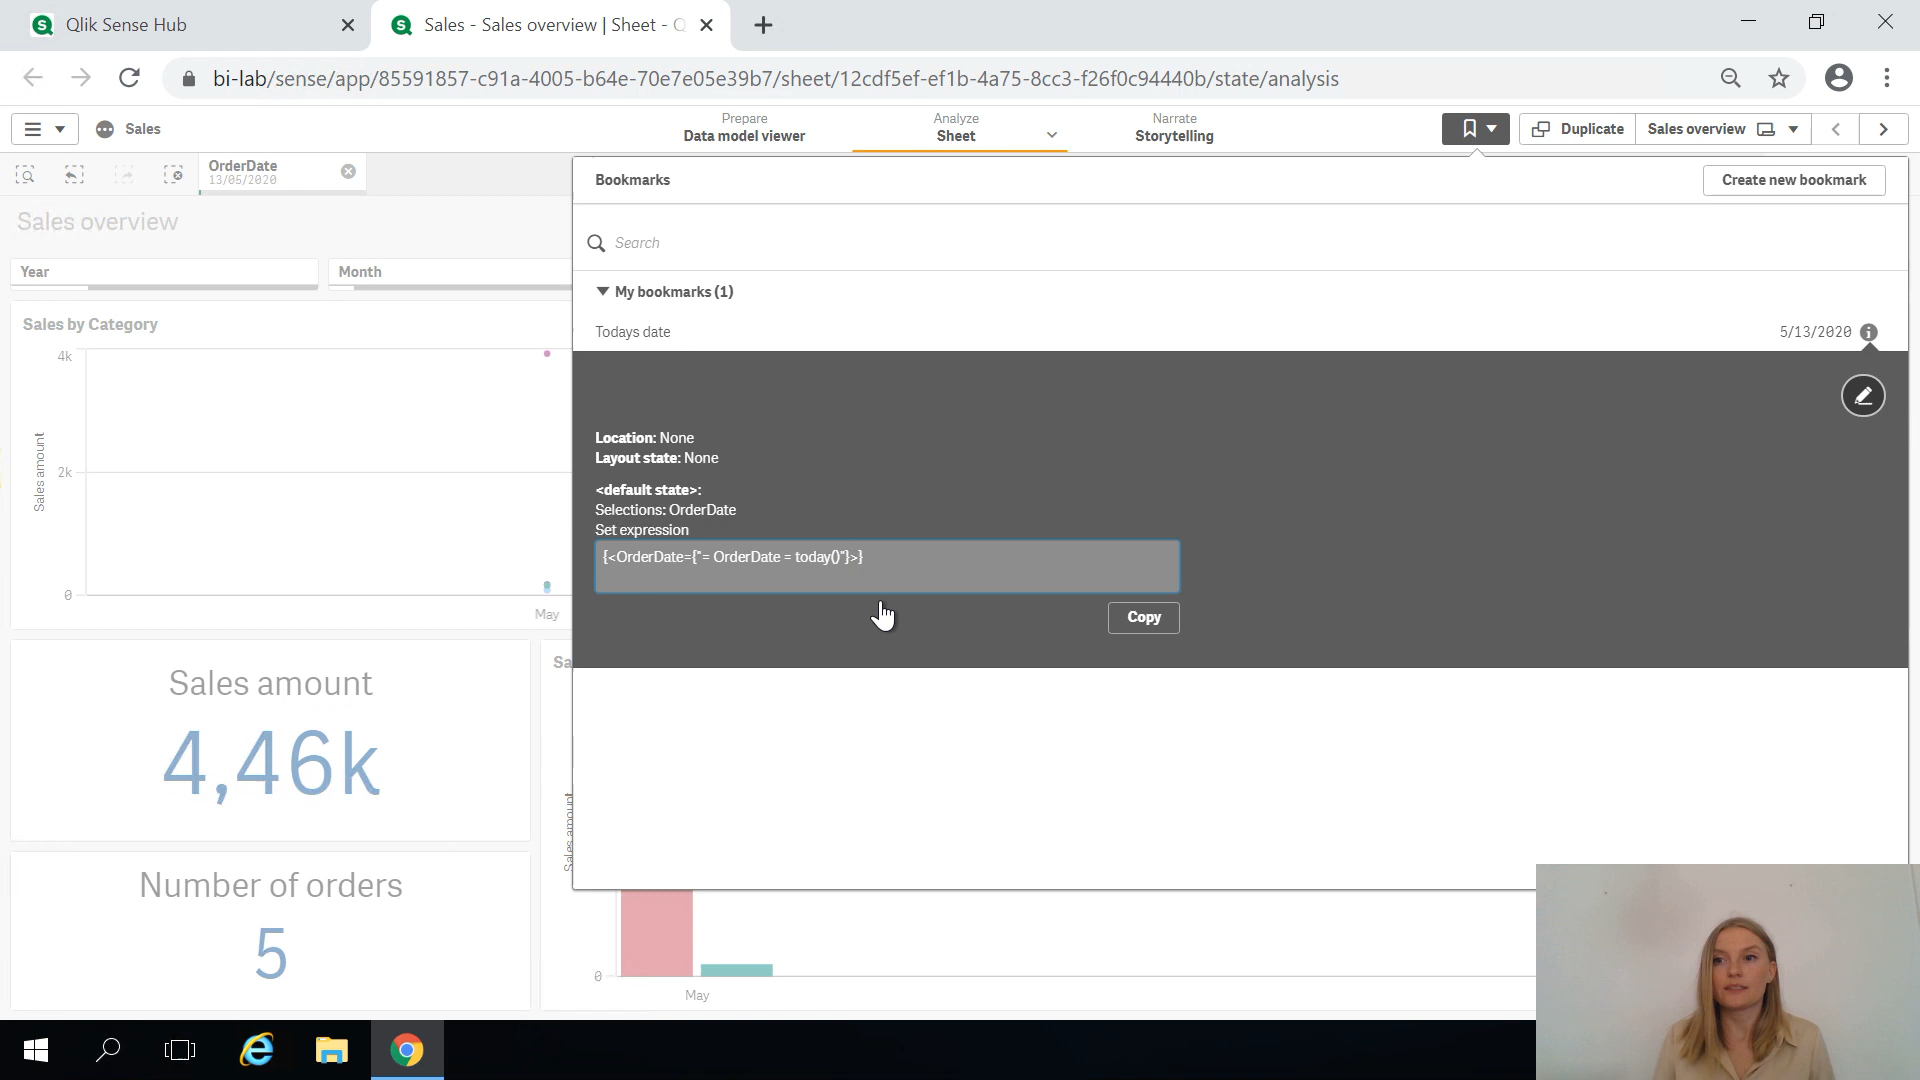 Qlik Sense Hub
Sales - Sales overview | Sheet - Q
bi-lab/sense/app/85591857-c91a-4005-b64e-70e7e05e39b7/sheet/12cdf5ef-ef1b-4a75-8cc3-f26f0c94440b/state/analysis
Sales
Prepare
Data model viewer
Analyze
Sheet
Narrate
Storytelling
Duplicate
Sales overview
OrderDate
13/05/2020
Bookmarks
Create new bookmark
Sales overview
Search
Year
Month
My bookmarks (1)
Todays date
5/13/2020
Sales by Category
4k
2k
0
Sales amount
May
Location: None
Layout state: None
<default state>:
Selections: OrderDate
Set expression
{<OrderDate={"= OrderDate = today()"}>}
Copy
Sales amount
4,46k
Number of orders
5
Sa
Sales amount
0
May